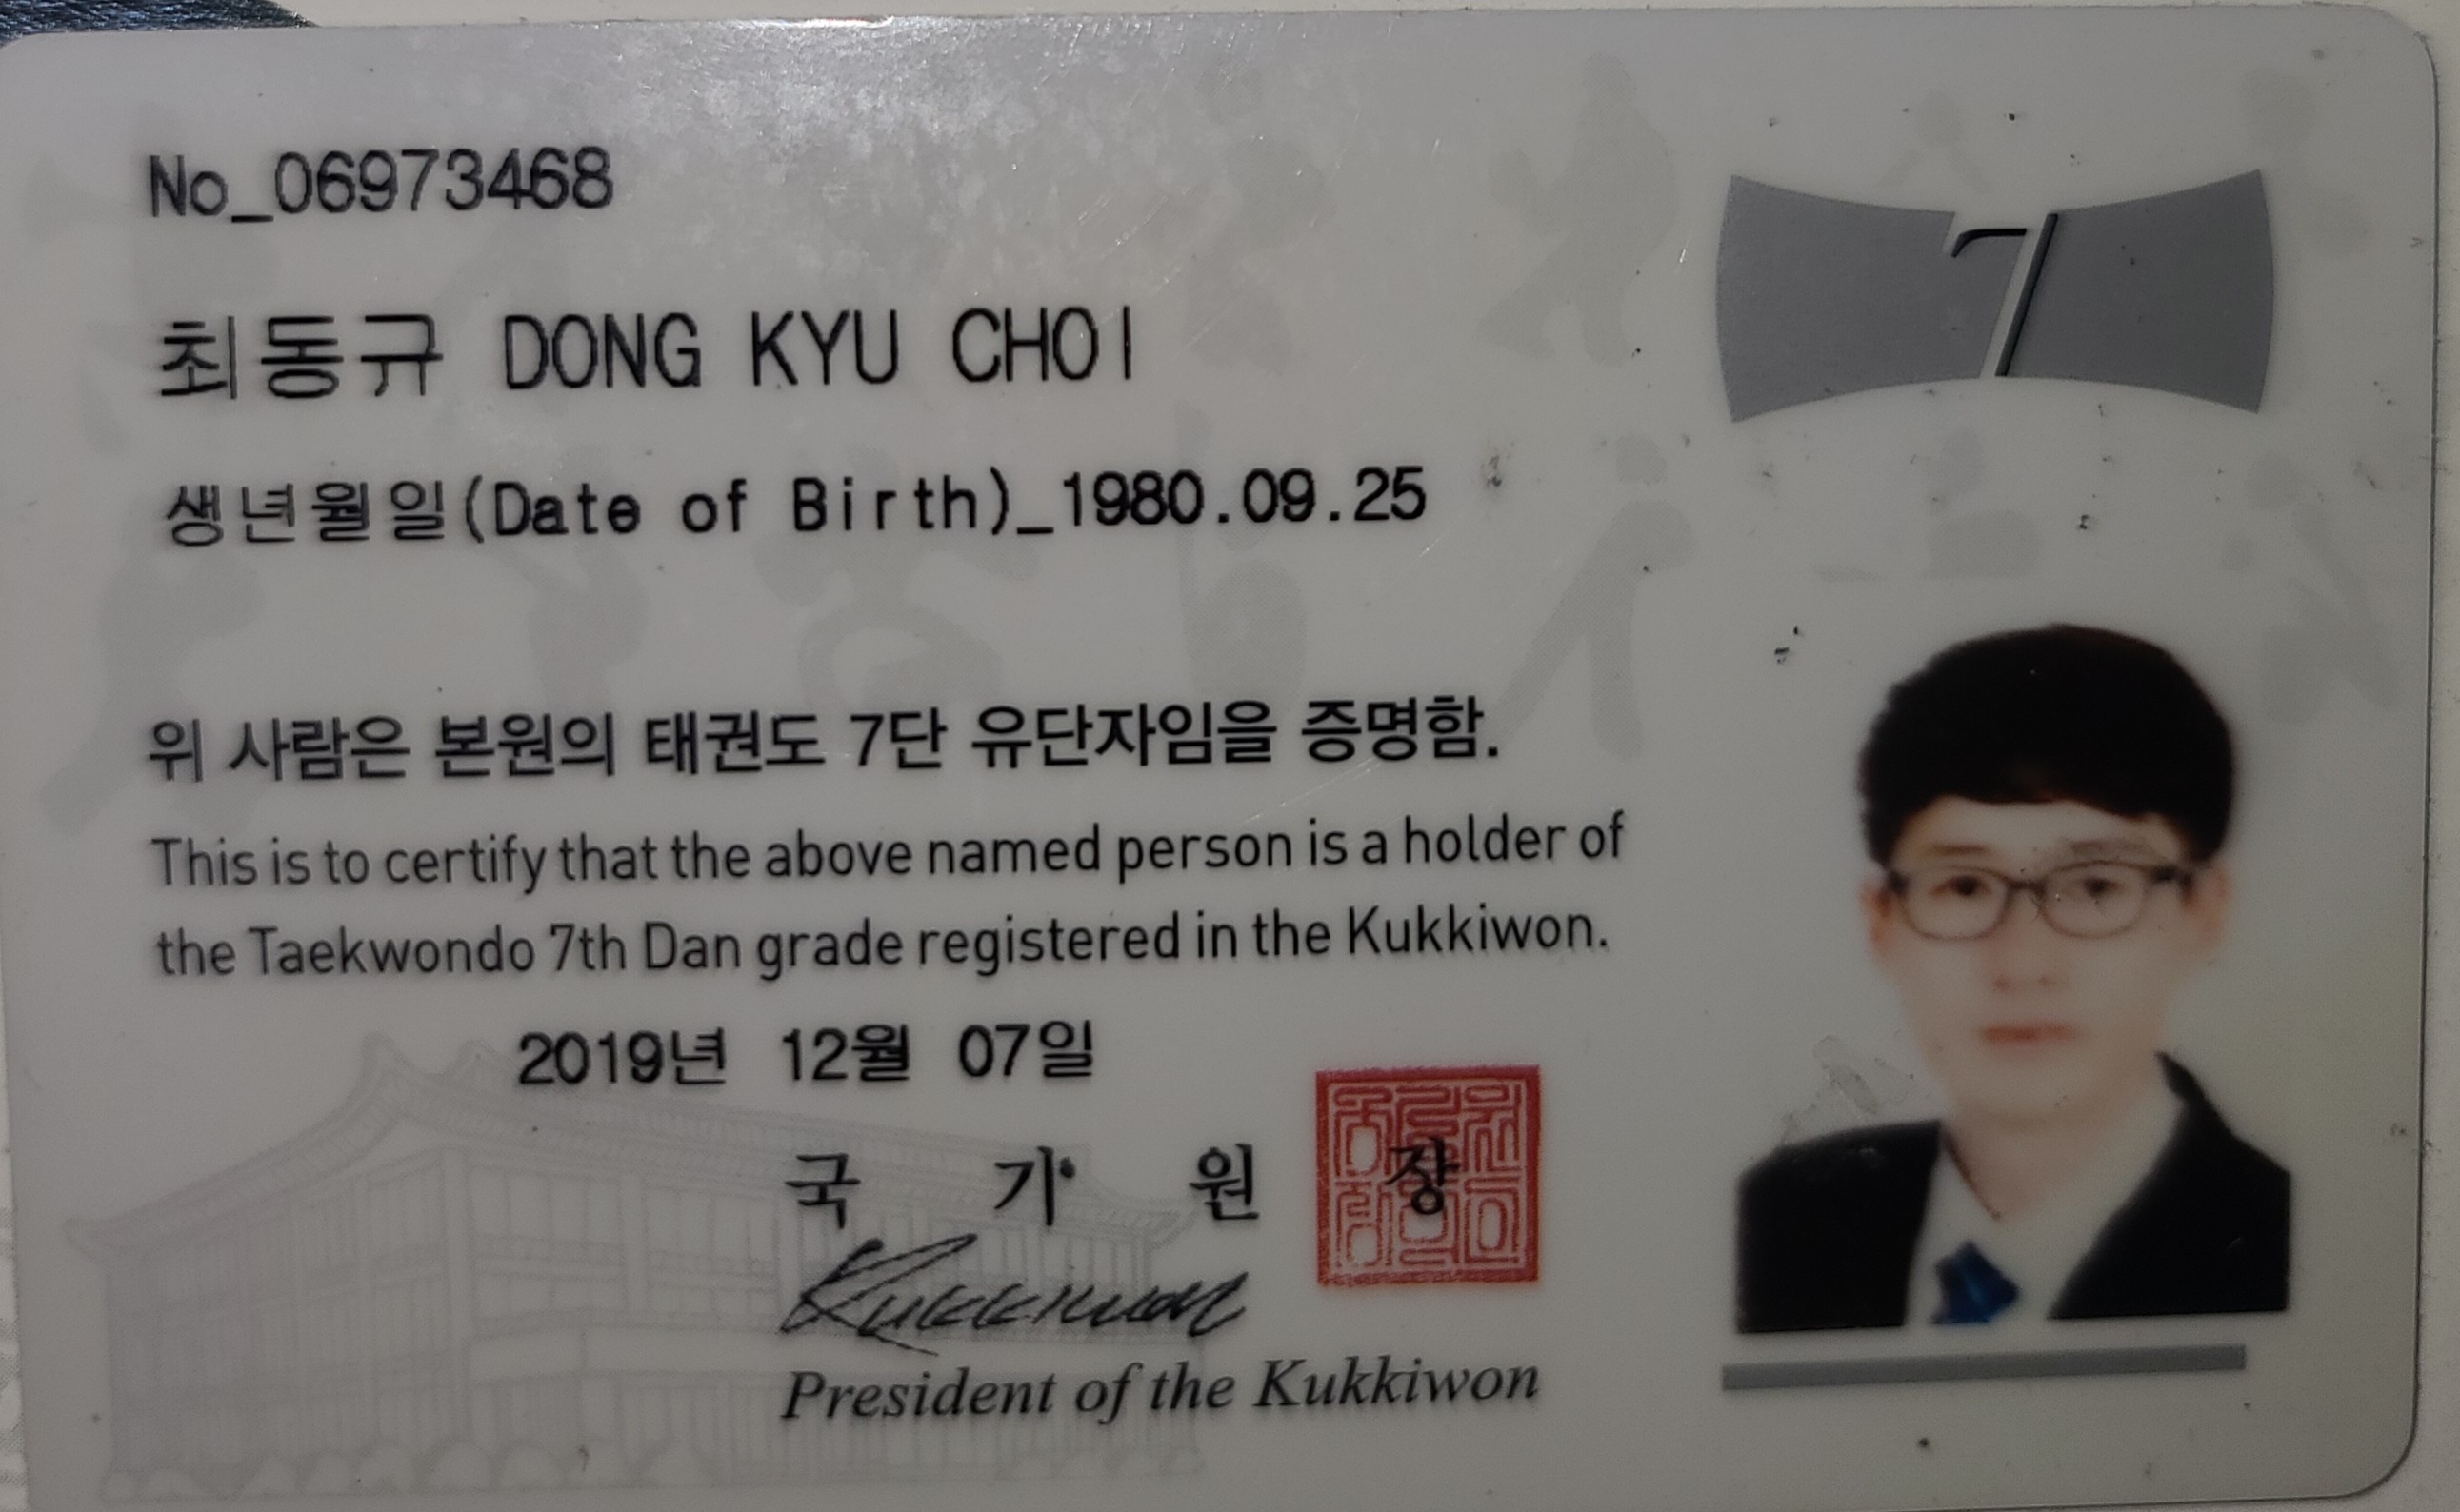 No_06973468
7
최동규 DONG KYU CHOI
생년월일(Date of Birth)_1980.09.25
위 사람은 본원의 태권도 7단 유단자임을 증명함.
This is to certify that the above named person is a holder of
the Taekwondo 7th Dan grade registered in the Kukkiwon.
2019년 12월 07일
국 기 원 장
Kukkiwon
President of the Kukkiwon